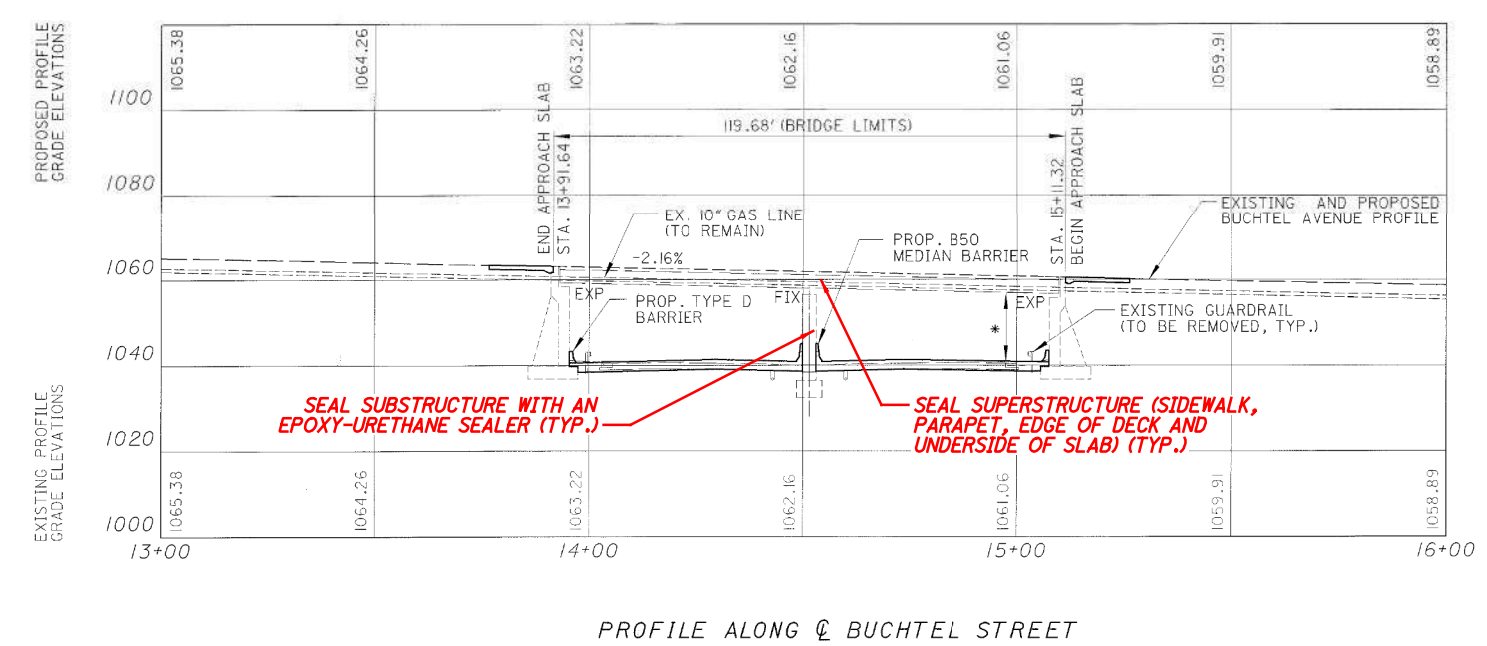 PROPOSED PROFILE
GRADE ELEVATIONS
1065.38
1064.26
1063.22
1062.16
1061.06
1059.91
1058.89
1100
1080
1060
1040
1020
1000
END APPROACH SLAB
STA. 13+91.64
119.68' (BRIDGE LIMITS)
STA. 15+11.32
BEGIN APPROACH SLAB
EX. 10" GAS LINE
(TO REMAIN)
-2.16%
PROP. B50
MEDIAN BARRIER
EXISTING AND PROPOSED
BUCHTEL AVENUE PROFILE
EXP
PROP. TYPE D
BARRIER
FIX
EXP
*
EXISTING GUARDRAIL
(TO BE REMOVED, TYP.)
SEAL SUBSTRUCTURE WITH AN
EPOXY-URETHANE SEALER (TYP.)
SEAL SUPERSTRUCTURE (SIDEWALK,
PARAPET, EDGE OF DECK AND
UNDERSIDE OF SLAB) (TYP.)
EXISTING PROFILE
GRADE ELEVATIONS
1065.38
1064.26
1063.22
1062.16
1061.06
1059.91
1058.89
13+00
14+00
15+00
16+00
PROFILE ALONG ℄ BUCHTEL STREET